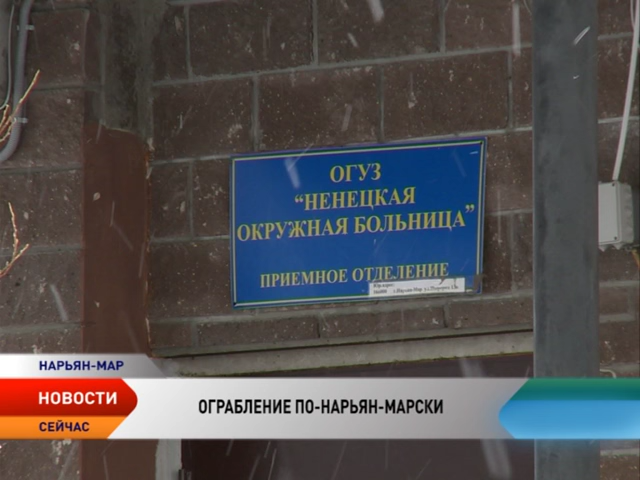 ОГУЗ
"НЕНЕЦКАЯ
ОКРУЖНАЯ БОЛЬНИЦА"
ПРИЕМНОЕ ОТДЕЛЕНИЕ
НАРЬЯН-МАР
НОВОСТИ
СЕЙЧАС
ОГРАБЛЕНИЕ ПО-НАРЬЯН-МАРСКИ